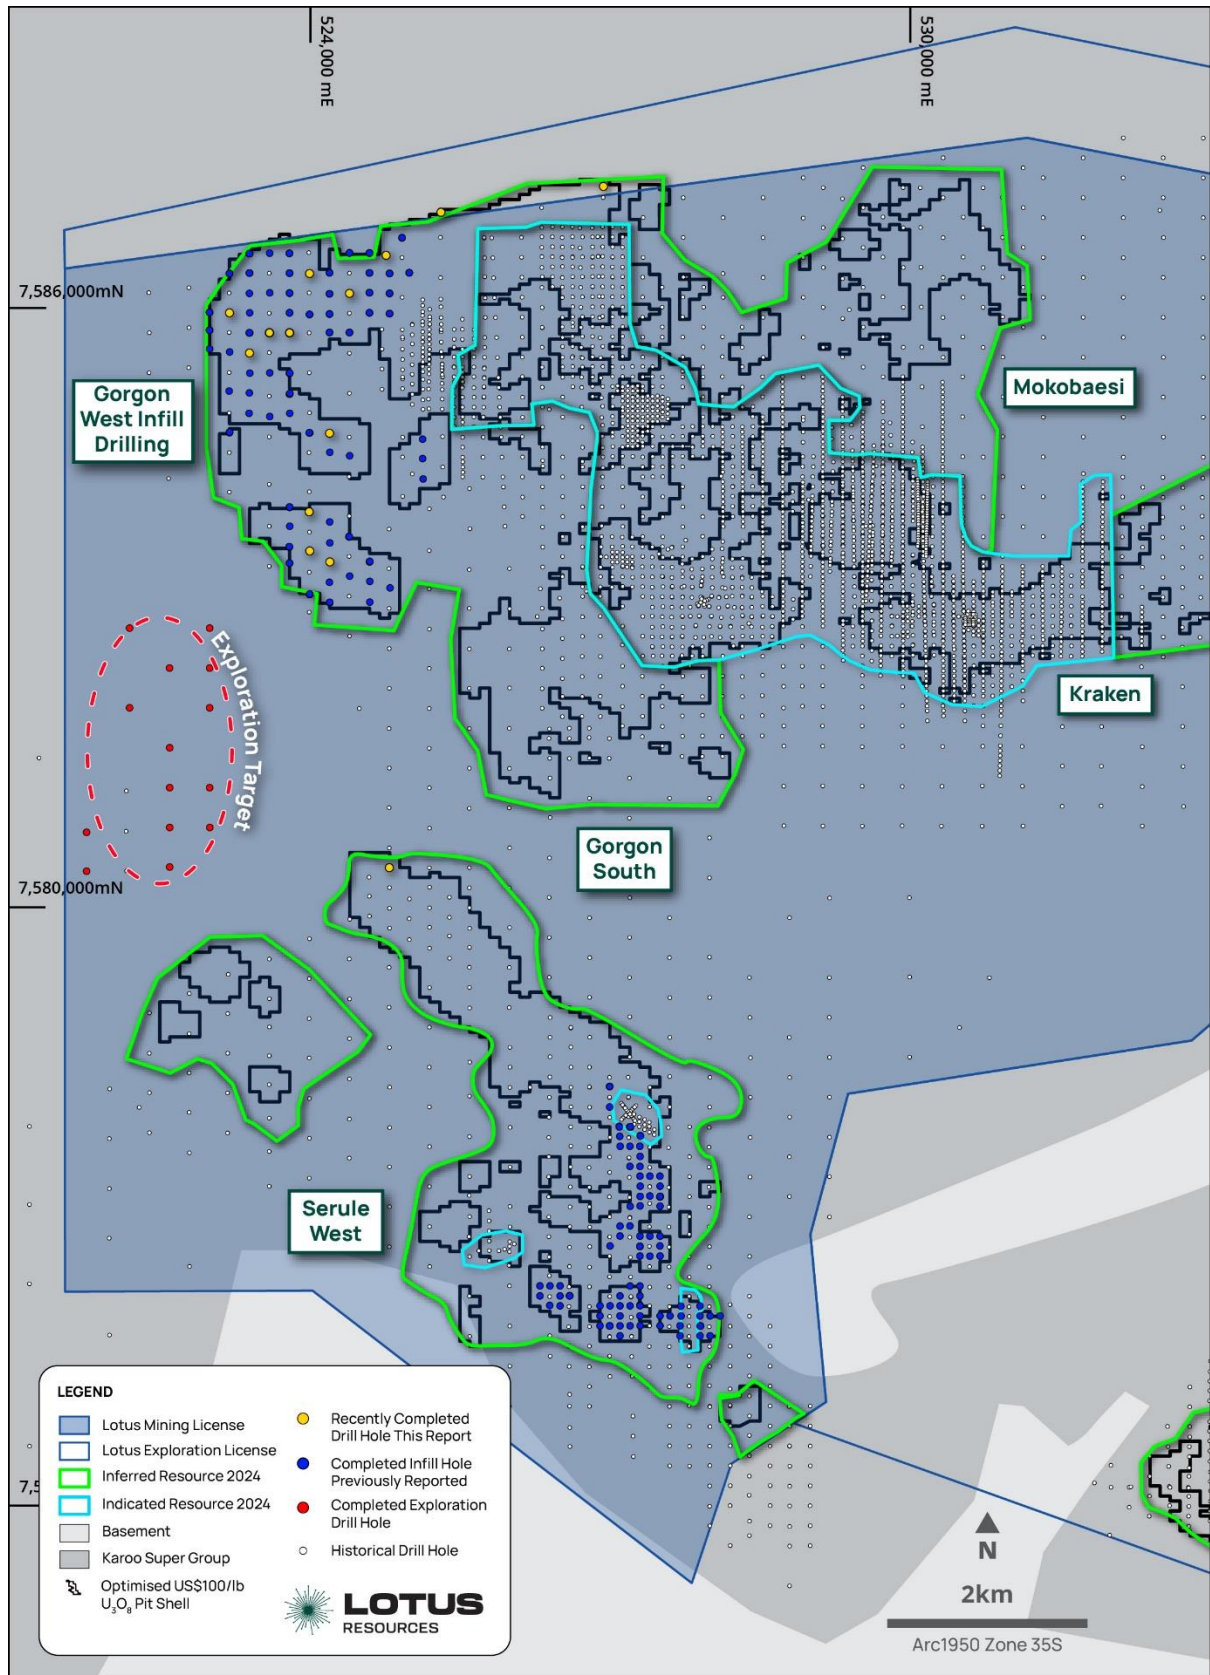 524,000 mE
530,000 mE
7,586,000mN
Gorgon
West Infill
Drilling
Mokobaesi
Kraken
Exploration Target
Gorgon
South
7,580,000mN
Serule
West
7,5
LEGEND
Lotus Mining License
Lotus Exploration License
Inferred Resource 2024
Indicated Resource 2024
Basement
Karoo Super Group
Optimised US$100/lb
U₃O₈ Pit Shell
Recently Completed
Drill Hole This Report
Completed Infill Hole
Previously Reported
Completed Exploration
Drill Hole
Historical Drill Hole
LOTUS
RESOURCES
N
2km
Arc1950 Zone 35S